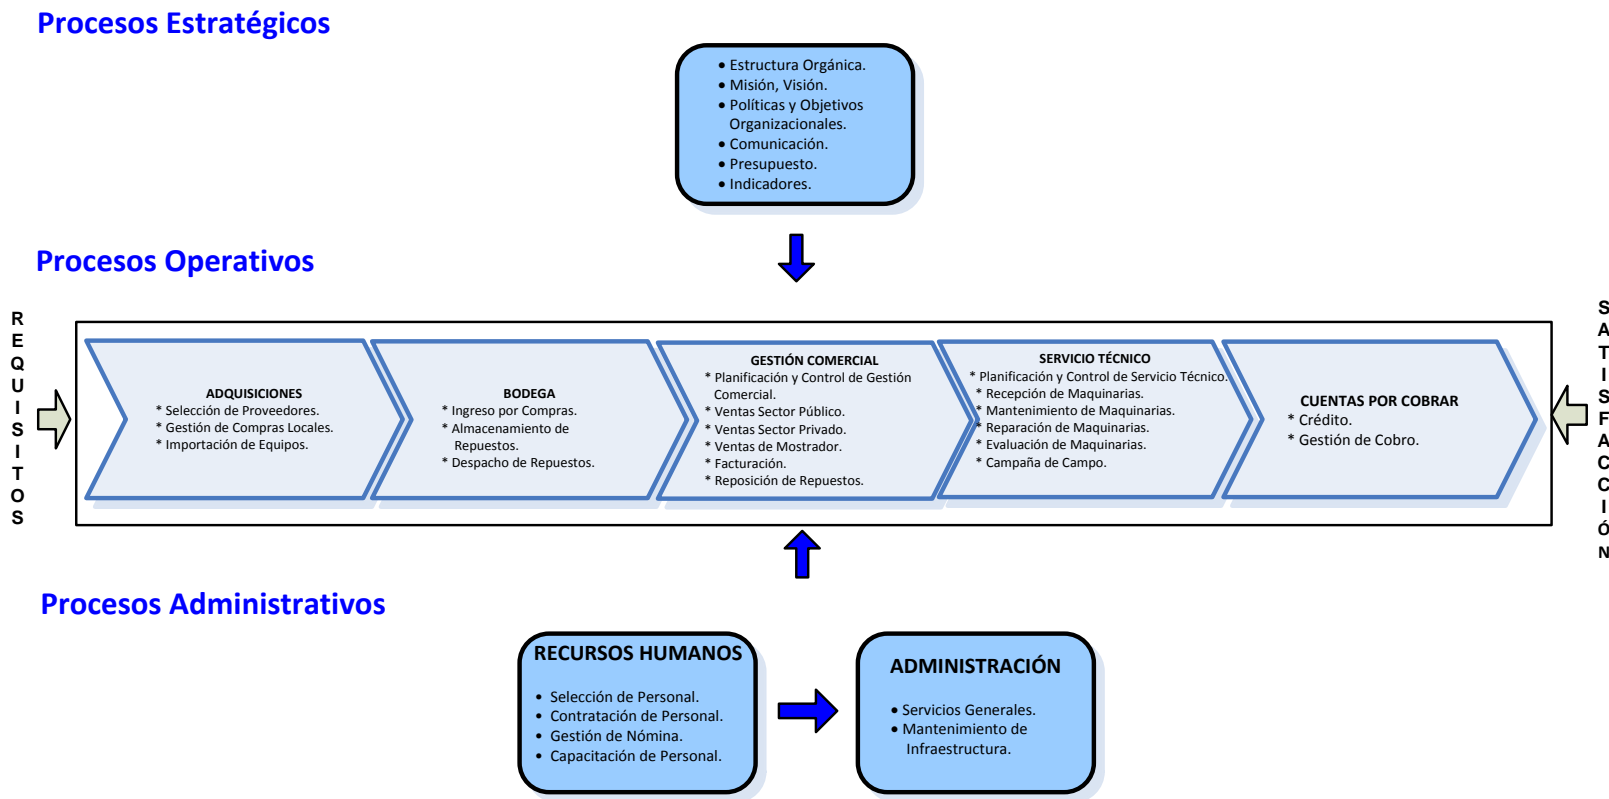 Procesos Estratégicos
• Estructura Orgánica.
• Misión, Visión.
• Políticas y Objetivos
Organizacionales.
• Comunicación.
• Presupuesto.
• Indicadores.
Procesos Operativos
REQUISITOS
ADQUISICIONES
* Selección de Proveedores.
* Gestión de Compras Locales.
* Importación de Equipos.
BODEGA
* Ingreso por Compras.
* Almacenamiento de
Repuestos.
* Despacho de Repuestos.
GESTIÓN COMERCIAL
* Planificación y Control de Gestión
Comercial.
* Ventas Sector Público.
* Ventas Sector Privado.
* Ventas de Mostrador.
* Facturación.
* Reposición de Repuestos.
SERVICIO TÉCNICO
* Planificación y Control de Servicio Técnico.
* Recepción de Maquinarias.
* Mantenimiento de Maquinarias.
* Reparación de Maquinarias.
* Evaluación de Maquinarias.
* Campaña de Campo.
CUENTAS POR COBRAR
* Crédito.
* Gestión de Cobro.
SATISFACCIÓN
Procesos Administrativos
RECURSOS HUMANOS
• Selección de Personal.
• Contratación de Personal.
• Gestión de Nómina.
• Capacitación de Personal.
ADMINISTRACIÓN
• Servicios Generales.
• Mantenimiento de
Infraestructura.